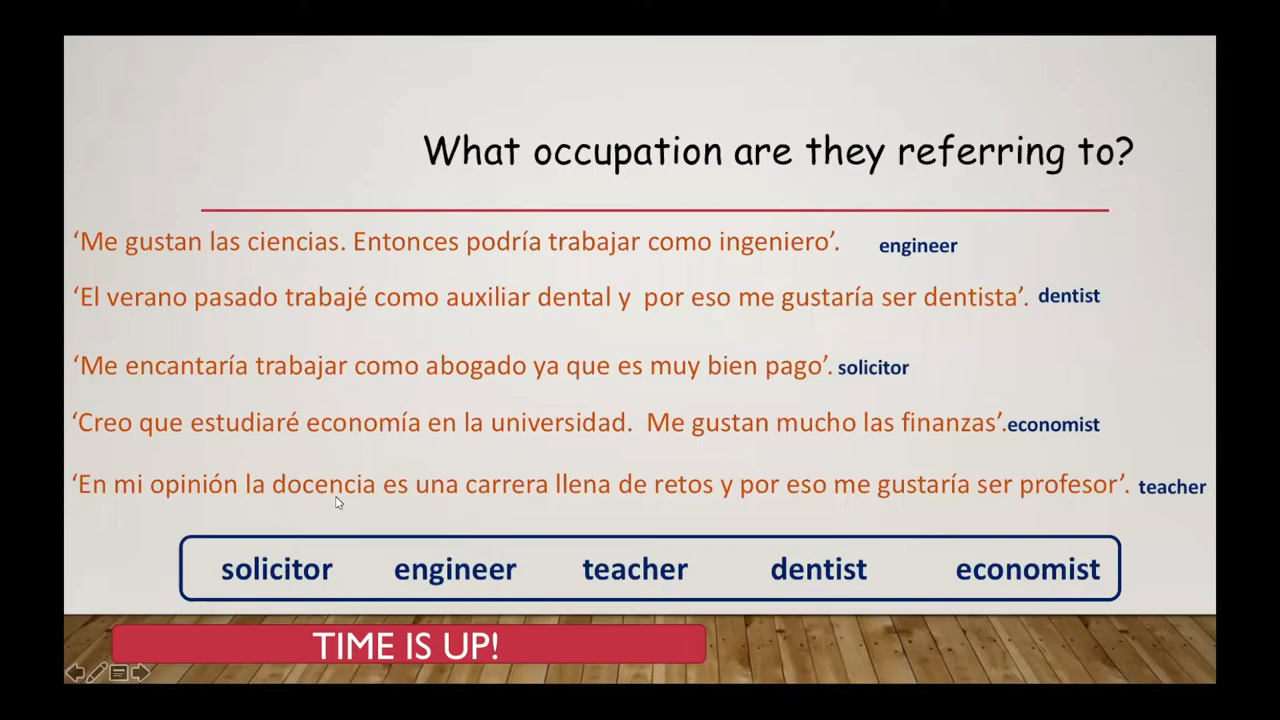 What occupation are they referring to?
‘Me gustan las ciencias. Entonces podría trabajar como ingeniero’. engineer
‘El verano pasado trabajé como auxiliar dental y por eso me gustaría ser dentista’. dentist
‘Me encantaría trabajar como abogado ya que es muy bien pago’. solicitor
‘Creo que estudiaré economía en la universidad. Me gustan mucho las finanzas’. economist
‘En mi opinión la docencia es una carrera llena de retos y por eso me gustaría ser profesor’. teacher
solicitor engineer teacher dentist economist
TIME IS UP!